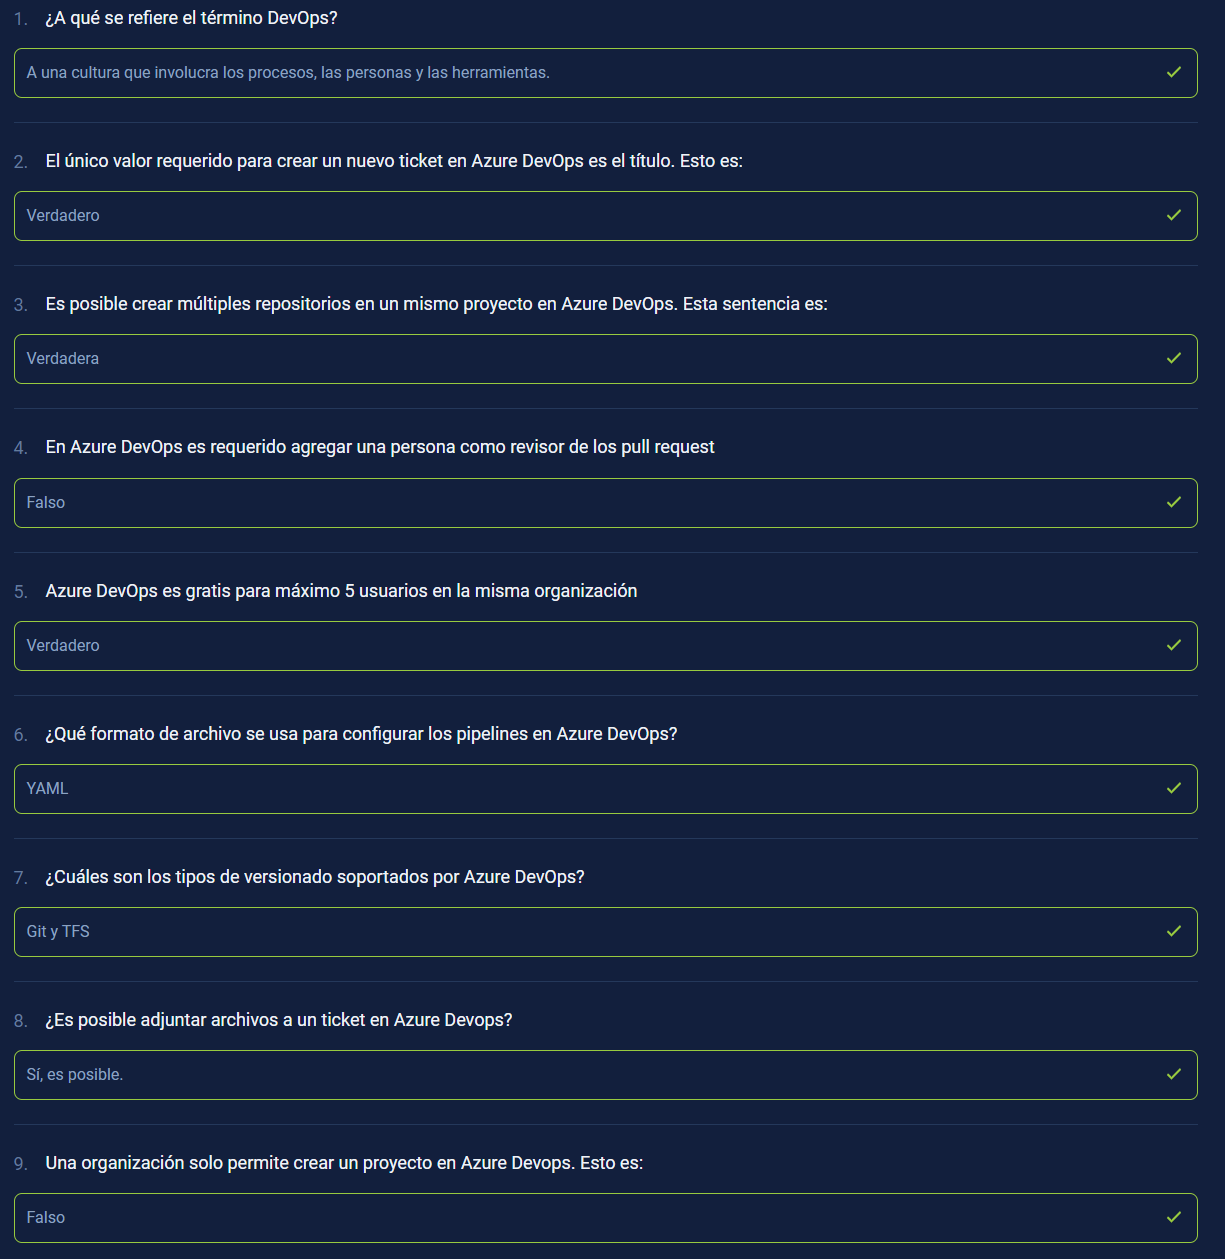 1. ¿A qué se refiere el término DevOps?
A una cultura que involucra los procesos, las personas y las herramientas.
2. El único valor requerido para crear un nuevo ticket en Azure DevOps es el título. Esto es:
Verdadero
3. Es posible crear múltiples repositorios en un mismo proyecto en Azure DevOps. Esta sentencia es:
Verdadera
4. En Azure DevOps es requerido agregar una persona como revisor de los pull request
Falso
5. Azure DevOps es gratis para máximo 5 usuarios en la misma organización
Verdadero
6. ¿Qué formato de archivo se usa para configurar los pipelines en Azure DevOps?
YAML
7. ¿Cuáles son los tipos de versionado soportados por Azure DevOps?
Git y TFS
8. ¿Es posible adjuntar archivos a un ticket en Azure Devops?
Sí, es posible.
9. Una organización solo permite crear un proyecto en Azure Devops. Esto es:
Falso